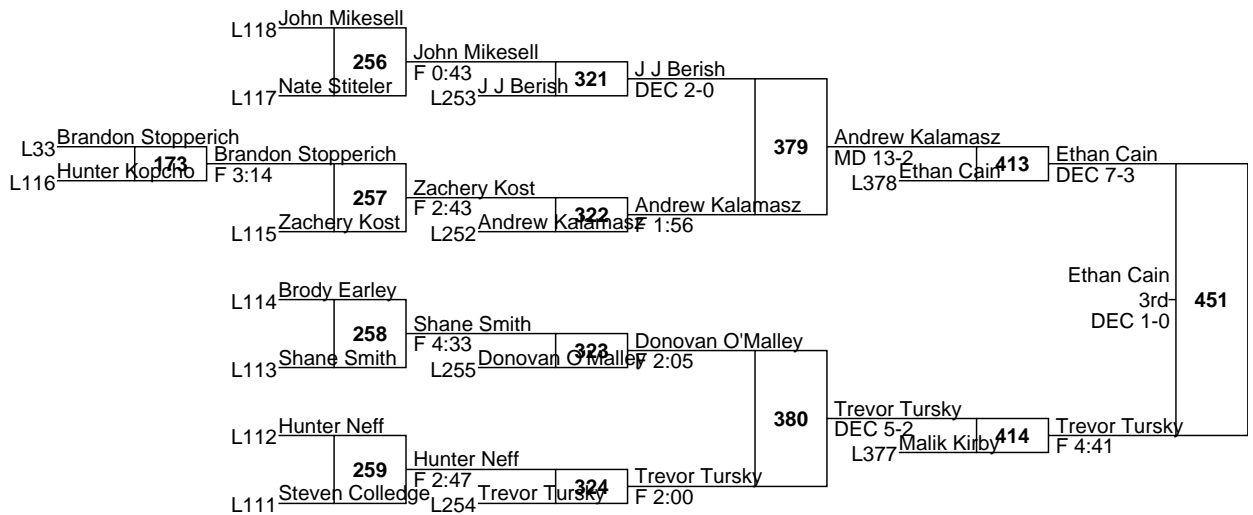 L118 John Mikesell
256
John Mikesell
F 0:43
L117 Nate Stiteler
L253 J J Berish
321
J J Berish
DEC 2-0
L33 Brandon Stopperich
173
L116 Hunter Kopcho
Brandon Stopperich
F 3:14
257
L115 Zachery Kost
Zachery Kost
F 2:43
L252 Andrew Kalamasz
322
Andrew Kalamasz
F 1:56
379
Andrew Kalamasz
MD 13-2
L378 Ethan Cain
413
Ethan Cain
DEC 7-3
L114 Brody Earley
258
L113 Shane Smith
Shane Smith
F 4:33
L255 Donovan O'Malley
323
Donovan O'Malley
F 2:05
L112 Hunter Neff
259
L111 Steven Colledge
Hunter Neff
F 2:47
L254 Trevor Tursky
324
Trevor Tursky
F 2:00
380
Trevor Tursky
DEC 5-2
L377 Malik Kirby
414
Trevor Tursky
F 4:41
Ethan Cain
3rd
DEC 1-0
451